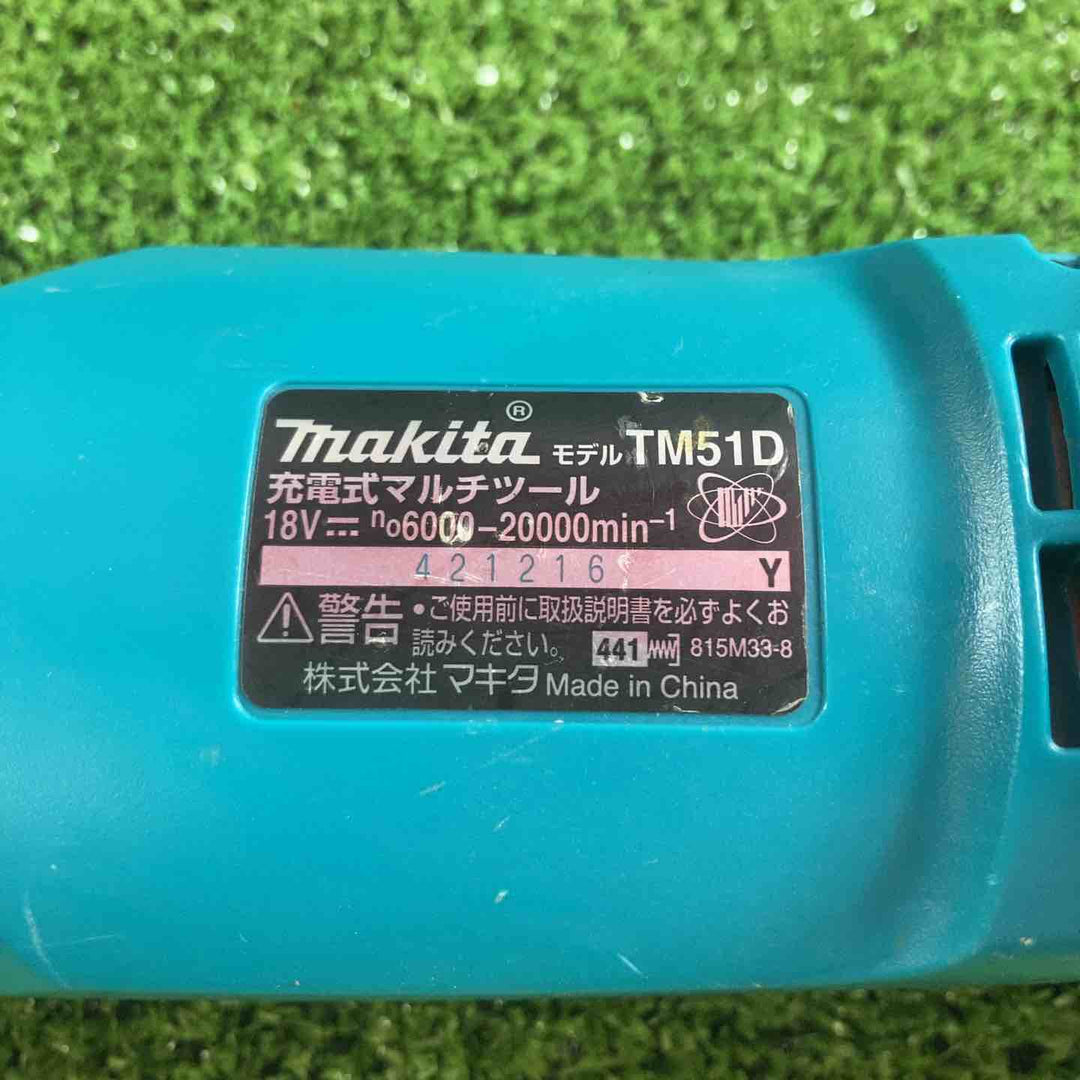 makita® モデル TM51D
充電式マルチツール
18V⎓ n₀6000-20000min⁻¹
421216 Y
警告 •ご使用前に取扱説明書を必ずよくお
読みください。 441 815M33-8
株式会社 マキタ Made in China